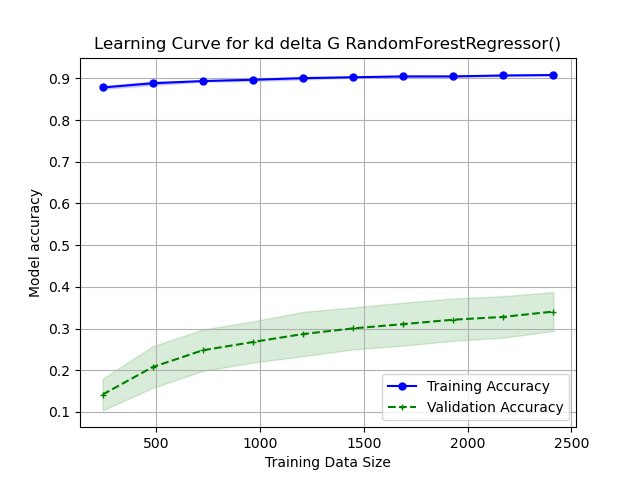 Learning Curve for kd delta G RandomForestRegressor()
Model accuracy
0.9
0.8
0.7
0.6
0.5
0.4
0.3
0.2
0.1
Training Accuracy
Validation Accuracy
500 1000 1500 2000 2500
Training Data Size